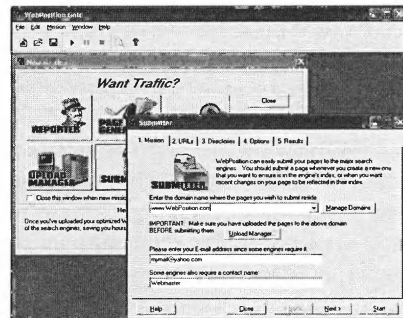 WebPosition Gold
File Edit Mission Window Help
Want Traffic?
Close
REPORTER
PAGE
UPLOAD
MANAGER
Close this window when new missi
Once you've uploaded your optimized W
of the search engines, saving you hours
Submitter
1. Mission 2. URLs 3. Directories 4. Options 5. Results
SUBMITTER
WebPosition can easily submit your pages to the major search
engines. You should submit a page whenever you create a new one
that you want to ensure is in the engine's index, or when you want
recent changes on your page to be reflected in their index.
Enter the domain name where the pages you wish to submit reside
www.WebPosition.com
Manage Domains
IMPORTANT: Make sure you have uploaded the pages to the above domain
BEFORE submitting them
Upload Manager...
Please enter your E-mail address since some engines require it
mymail@yahoo.com
Some engines also require a contact name
Webmaster
Help Close Next > Start